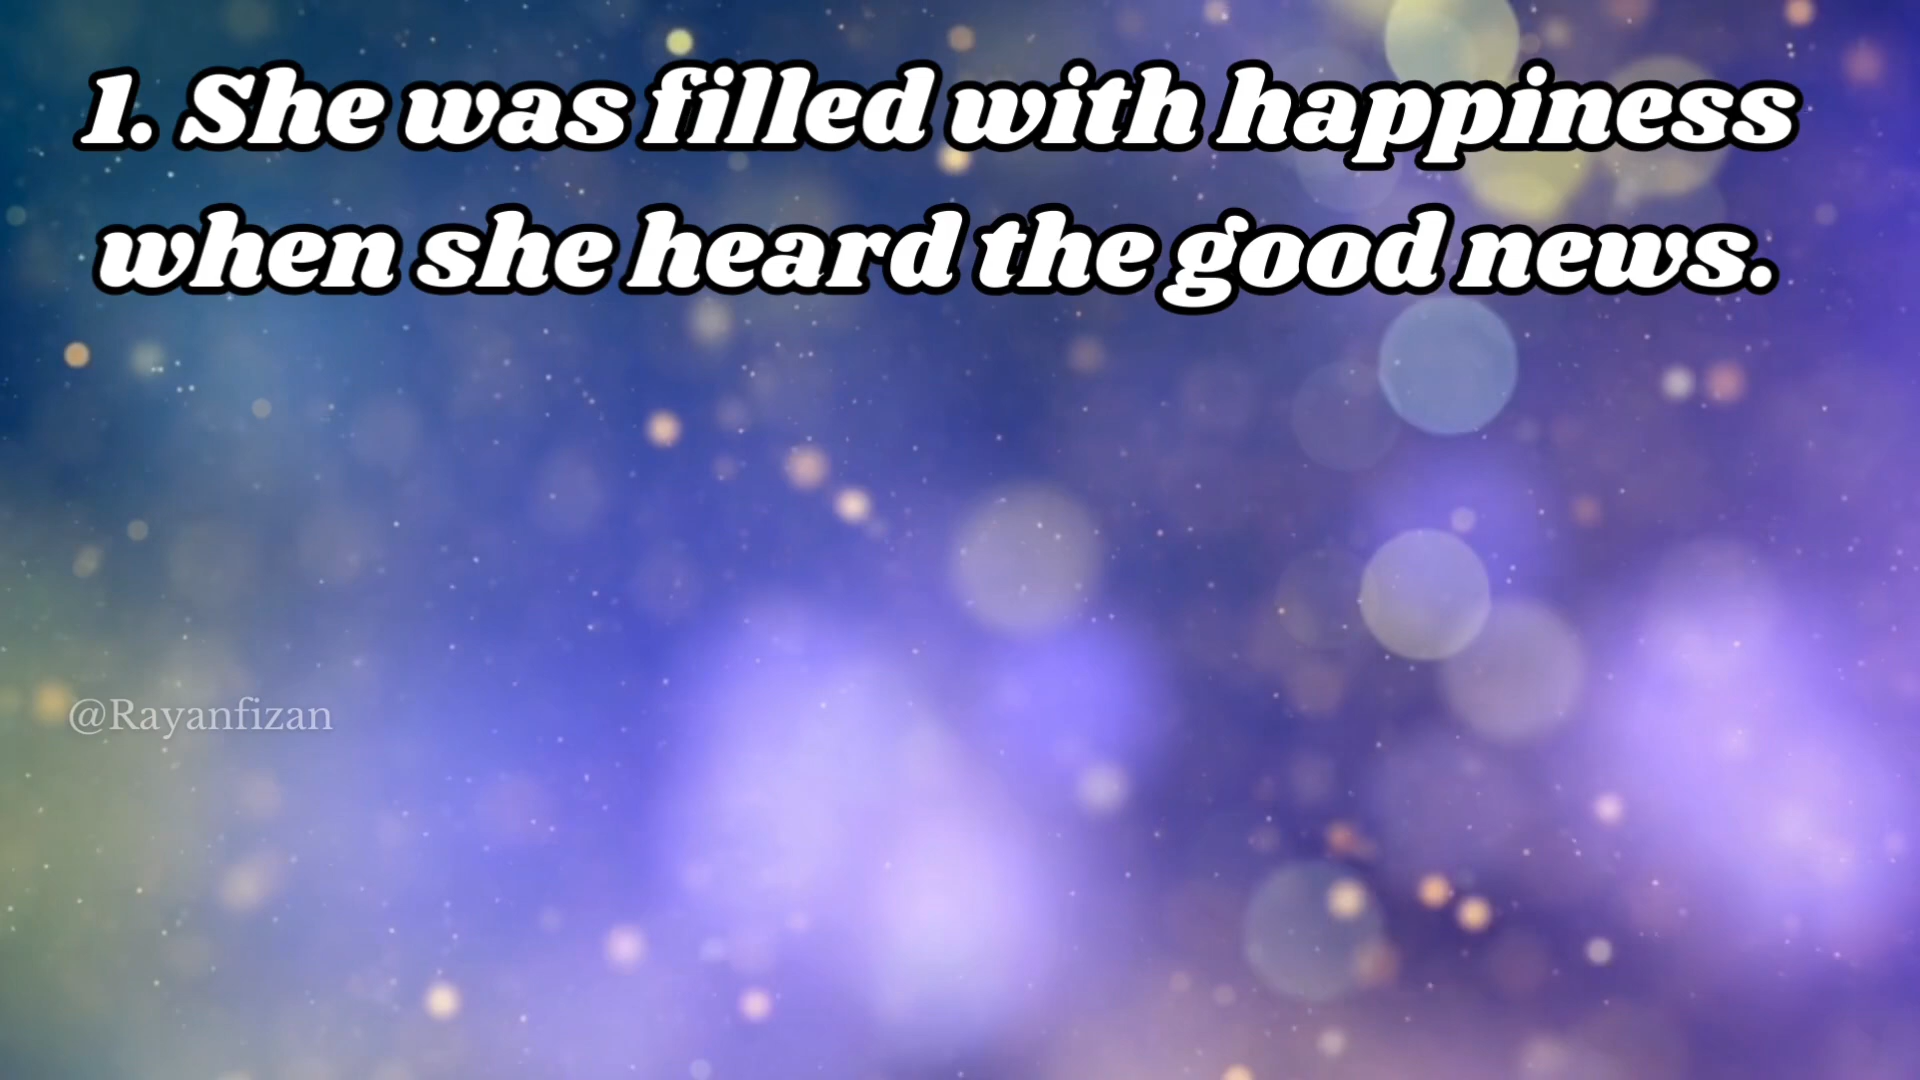 1. She was filled with happiness
when she heard the good news.
@Rayanfizan